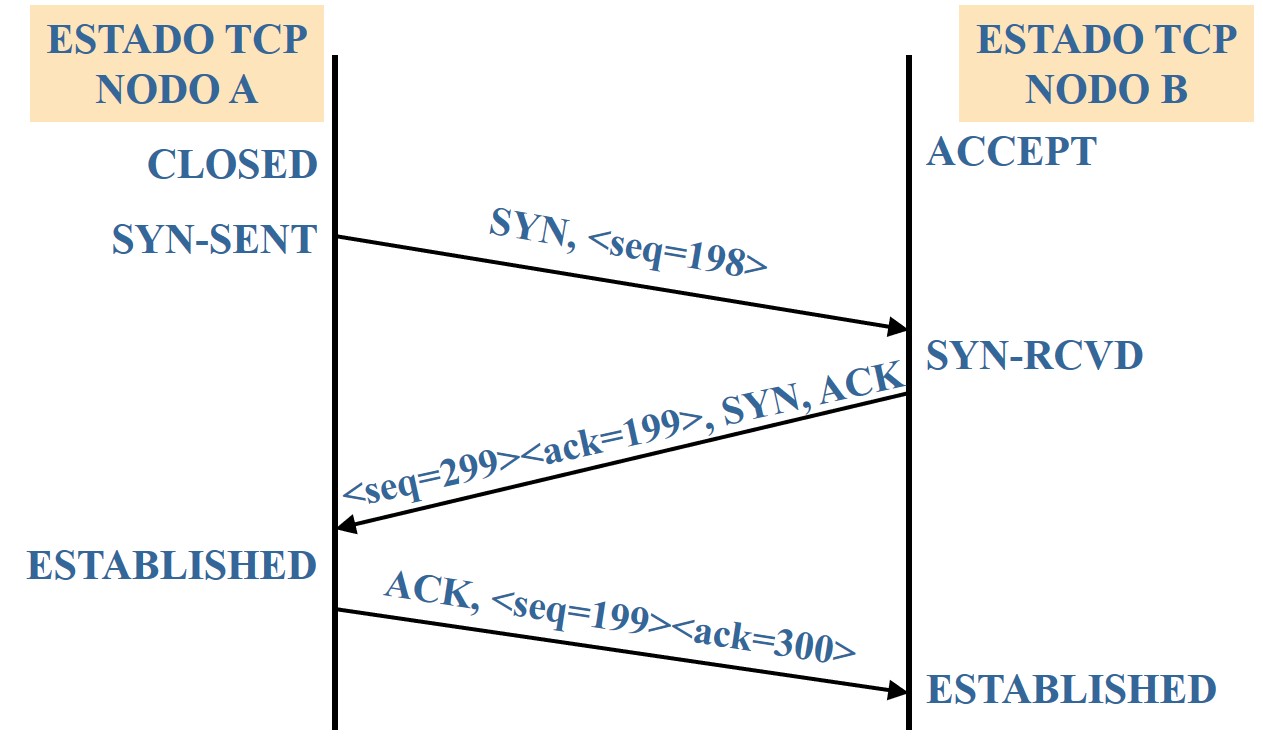 ESTADO TCP
NODO A
ESTADO TCP
NODO B
CLOSED
ACCEPT
SYN-SENT
SYN, <seq=198>
SYN-RCVD
<seq=299><ack=199>, SYN, ACK
ESTABLISHED
ACK, <seq=199><ack=300>
ESTABLISHED